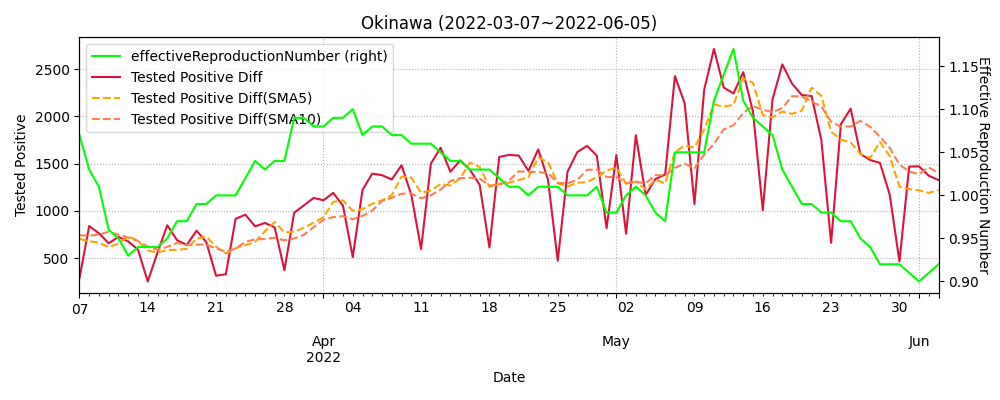 Okinawa (2022-03-07~2022-06-05)
effectiveReproductionNumber (right)
Tested Positive Diff
Tested Positive Diff(SMA5)
Tested Positive Diff(SMA10)
Tested Positive
2500
2000
1500
1000
500
Effective Reproduction Number
1.15
1.10
1.05
1.00
0.95
0.90
07 14 21 28 04 11 18 25 02 09 16 23 30
Apr May Jun
2022
Date